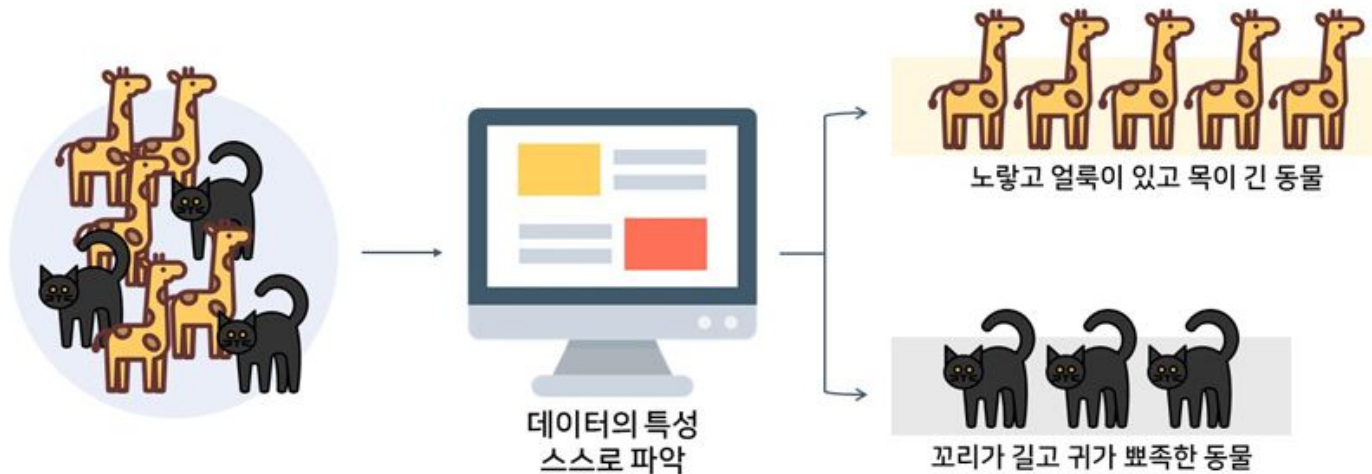 노랗고 얼룩이 있고 목이 긴 동물
데이터의 특성
스스로 파악
꼬리가 길고 귀가 뾰족한 동물